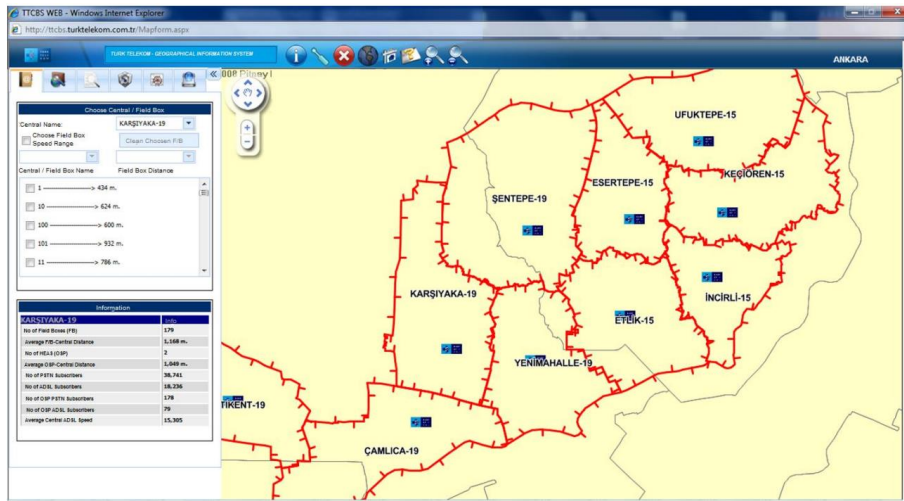 TTCBS WEB - Windows Internet Explorer
http://ttcbs.turktelekom.com.tr/Mapform.aspx
TURK TELEKOM - GEOGRAPHICAL INFORMATION SYSTEM
ANKARA
Choose Central / Field Box
Central Name: KARŞIYAKA-19
Choose Field Box Speed Range
Clean Choosen F/B
Central / Field Box Name Field Box Distance
1 ---------------> 434 m.
10 ---------------> 624 m.
100 ---------------> 600 m.
101 ---------------> 932 m.
11 ---------------> 786 m.
Information
KARŞIYAKA-19 Info
No of Field Boxes (FB) 179
Average F/B-Central Distance 1,168 m.
No of HEAS (OSP) 2
Average OSP-Central Distance 1,049 m.
No of PSTN Subscribers 38,741
No of ADSL Subscribers 18,236
No of OSP PSTN Subscribers 178
No of OSP ADSL Subscribers 79
Average Central ADSL Speed 15,305
UFUKTEPE-15
KEÇİÖREN-15
ESERTEPE-15
ŞENTEPE-19
İNCİRLİ-15
KARŞIYAKA-19
ETLİK-15
YENİMAHALLE-19
TIKENT-19
ÇAMLICA-19